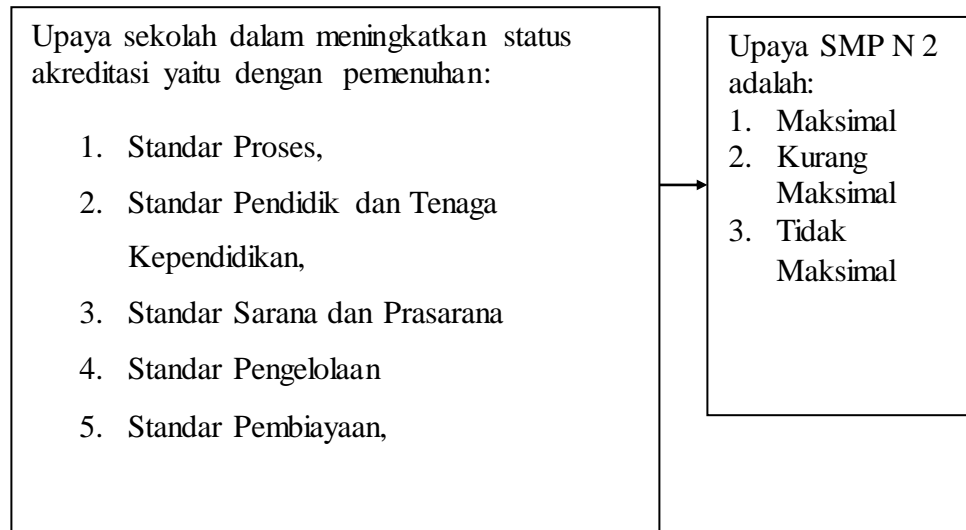 Upaya sekolah dalam meningkatkan status
akreditasi yaitu dengan pemenuhan:
1. Standar Proses,
2. Standar Pendidik dan Tenaga
Kependidikan,
3. Standar Sarana dan Prasarana
4. Standar Pengelolaan
5. Standar Pembiayaan,
Upaya SMP N 2
adalah:
1. Maksimal
2. Kurang
Maksimal
3. Tidak
Maksimal